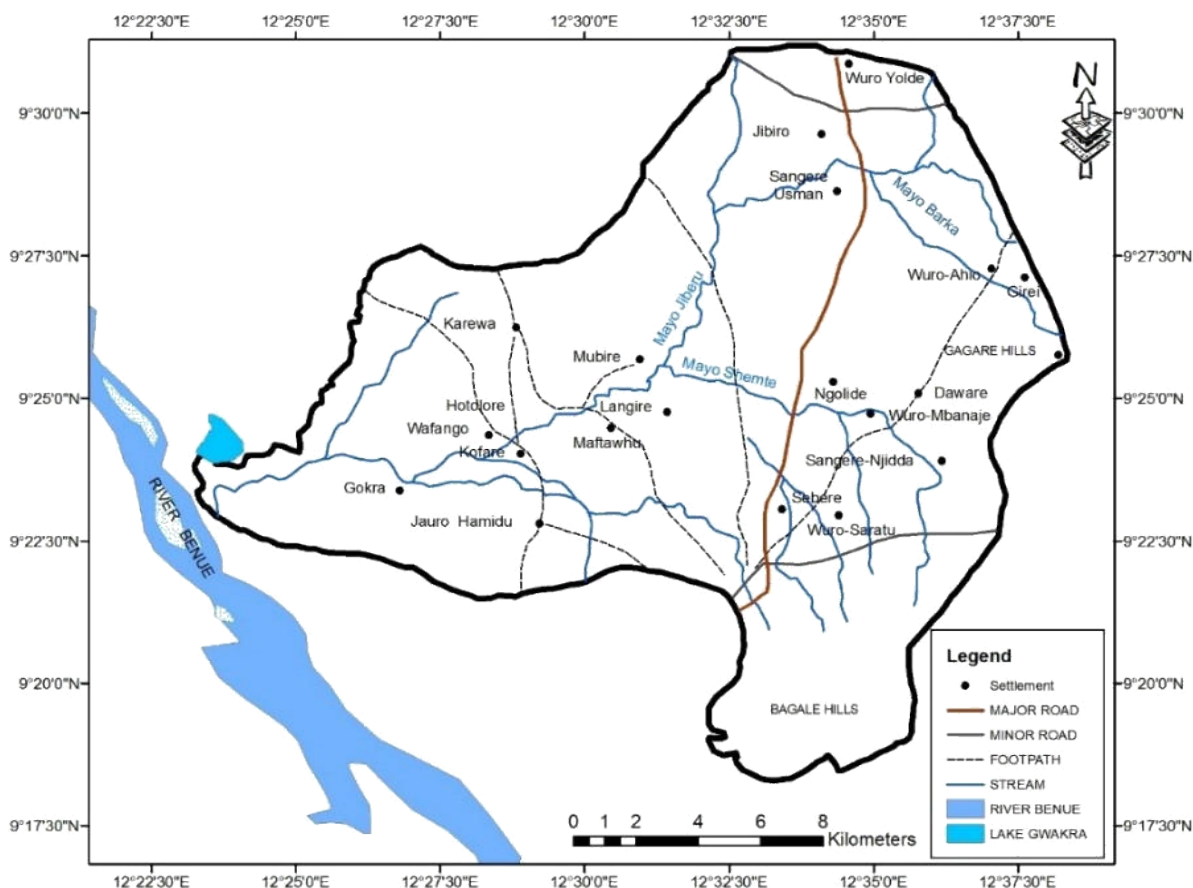 12°22'30"E 12°25'0"E 12°27'30"E 12°30'0"E 12°32'30"E 12°35'0"E 12°37'30"E
N
Wuro Yolde
9°30'0"N 9°30'0"N
Jibiro
Sangere
Usman
Mayo Barka
9°27'30"N 9°27'30"N
Wuro-Ahlo
Girei
Mayo Jiberu
Karewa
Mubire
GAGARE HILLS
Mayo Shemte
9°25'0"N 9°25'0"N
Ngolide
Daware
Hotolore
Langire
Wuro-Mbanaje
Wafango
Maftawhu
Kofare
Sangere-Njidda
Gokra
Sebere
Jauro Hamidu
Wuro-Saratu
RIVER BENUE
9°22'30"N 9°22'30"N
9°20'0"N 9°20'0"N
BAGALE HILLS
Legend
Settlement
MAJOR ROAD
MINOR ROAD
FOOTPATH
STREAM
RIVER BENUE
LAKE GWAKRA
0 1 2 4 6 8
Kilometers
9°17'30"N 9°17'30"N
12°22'30"E 12°25'0"E 12°27'30"E 12°30'0"E 12°32'30"E 12°35'0"E 12°37'30"E